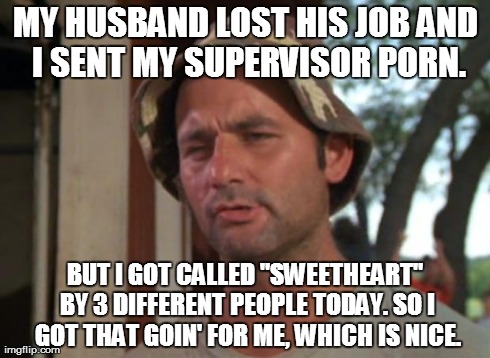 MY HUSBAND LOST HIS JOB AND
I SENT MY SUPERVISOR PORN.
BUT I GOT CALLED "SWEETHEART"
BY 3 DIFFERENT PEOPLE TODAY. SO I
GOT THAT GOIN' FOR ME, WHICH IS NICE.
imgflip.com